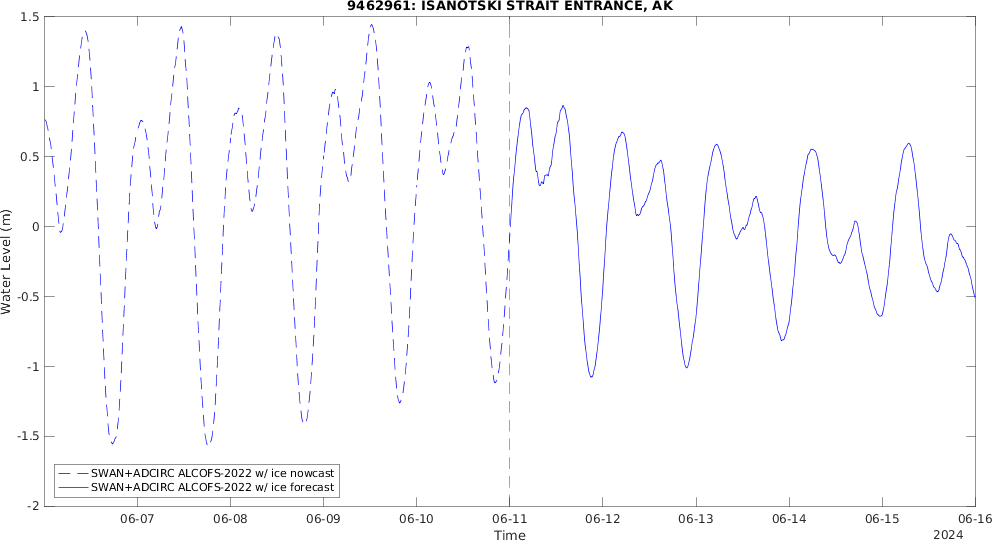 9462961: ISANOTSKI STRAIT ENTRANCE, AK
Water Level (m)
1.5
1
0.5
0
-0.5
-1
-1.5
-2
SWAN+ADCIRC ALCOFS-2022 w/ ice nowcast
SWAN+ADCIRC ALCOFS-2022 w/ ice forecast
06-07 06-08 06-09 06-10 06-11 06-12 06-13 06-14 06-15 06-16
Time
2024